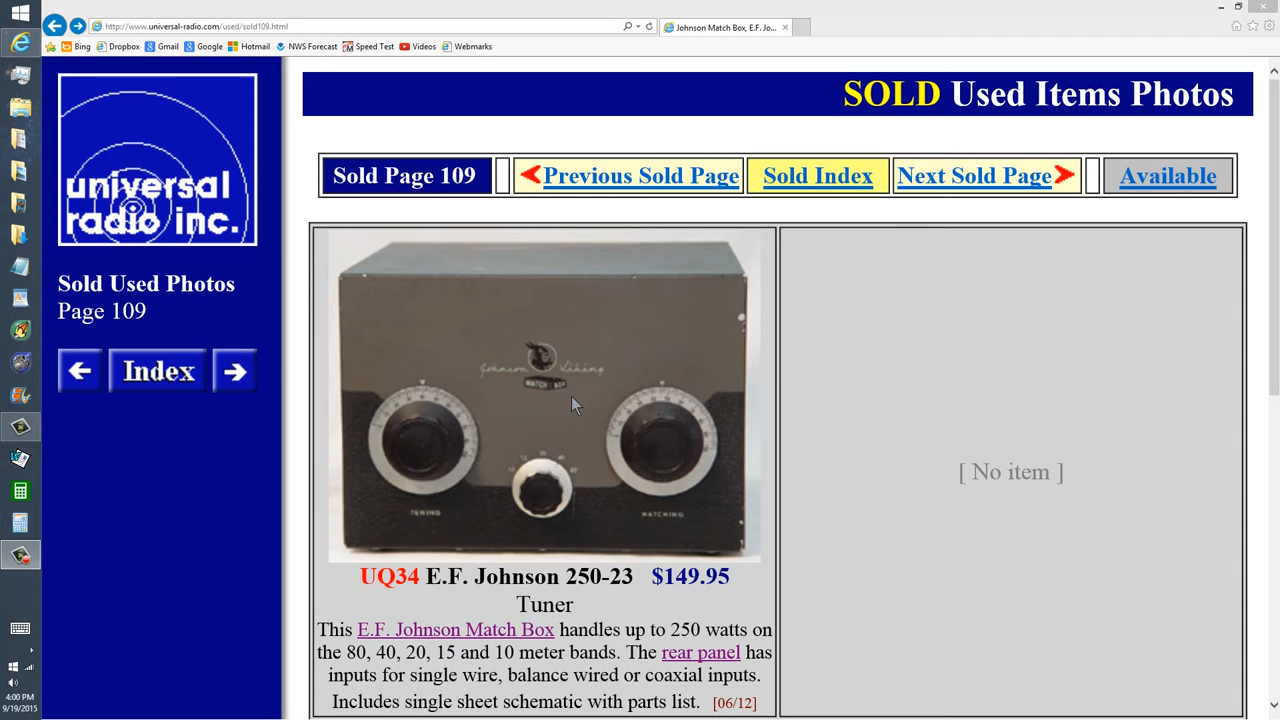 http://www.universal-radio.com/used/sold109.html
Johnson Match Box, E.F. Jo...
Bing Dropbox Gmail Google Hotmail NWS Forecast Speed Test Videos Webmarks
universal
radio inc.
Sold Used Photos
Page 109
Index
SOLD Used Items Photos
Sold Page 109 Previous Sold Page Sold Index Next Sold Page Available
Johnson Viking
MATCH BOX
TUNING
MATCHING
UQ34 E.F. Johnson 250-23 $149.95
Tuner
This E.F. Johnson Match Box handles up to 250 watts on
the 80, 40, 20, 15 and 10 meter bands. The rear panel has
inputs for single wire, balance wired or coaxial inputs.
Includes single sheet schematic with parts list. [06/12]
[ No item ]
4:00 PM
9/19/2015